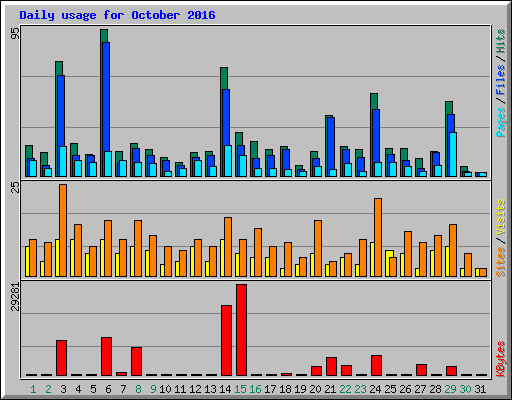 Daily usage for October 2016
95
Pages / Files / Hits
25
Sites / Visits
29281
KBytes
1 2 3 4 5 6 7 8 9 10 11 12 13 14 15 16 17 18 19 20 21 22 23 24 25 26 27 28 29 30 31